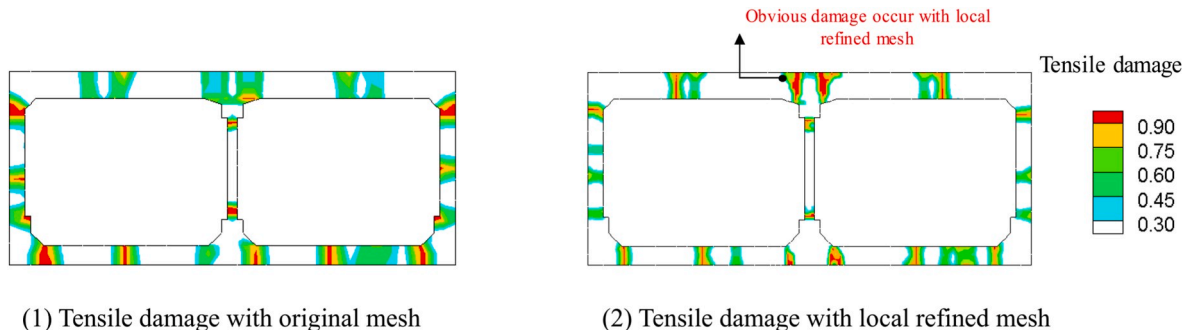 Obvious damage occur with local
refined mesh
Tensile damage
0.90
0.75
0.60
0.45
0.30
(1) Tensile damage with original mesh
(2) Tensile damage with local refined mesh